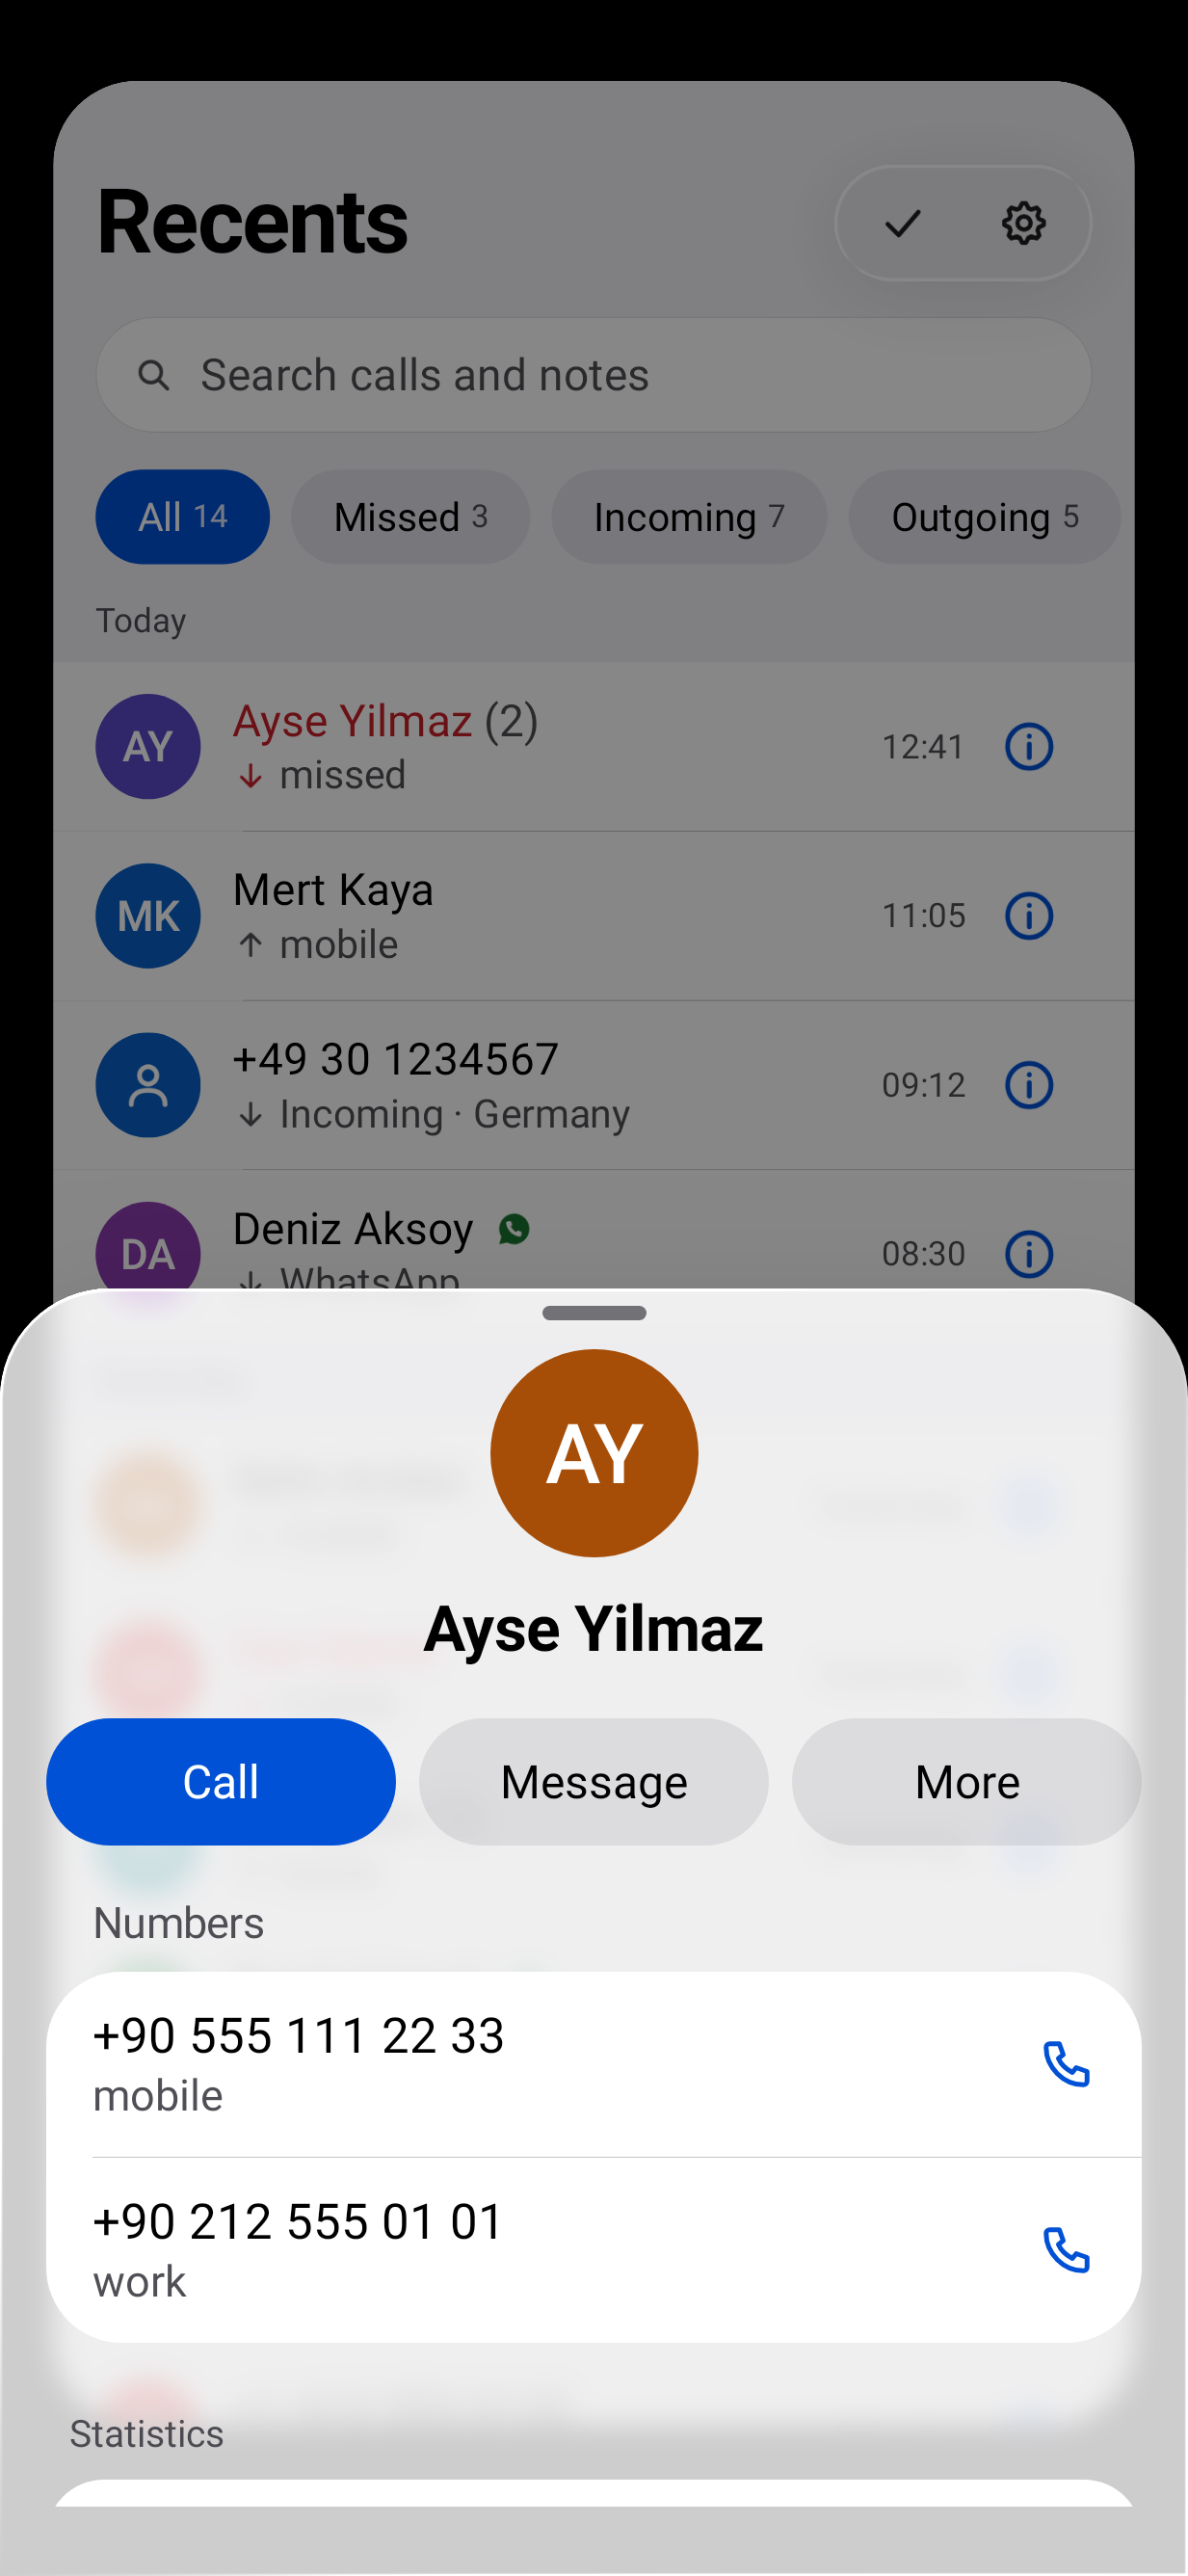 Recents
Search calls and notes
All 14
Missed 3
Incoming 7
Outgoing 5
Today
AY
Ayse Yilmaz (2)
missed
12:41
MK
Mert Kaya
mobile
11:05
+49 30 1234567
Incoming · Germany
09:12
DA
Deniz Aksoy
WhatsApp
08:30
AY
Ayse Yilmaz
Call
Message
More
Numbers
+90 555 111 22 33
mobile
+90 212 555 01 01
work
Statistics